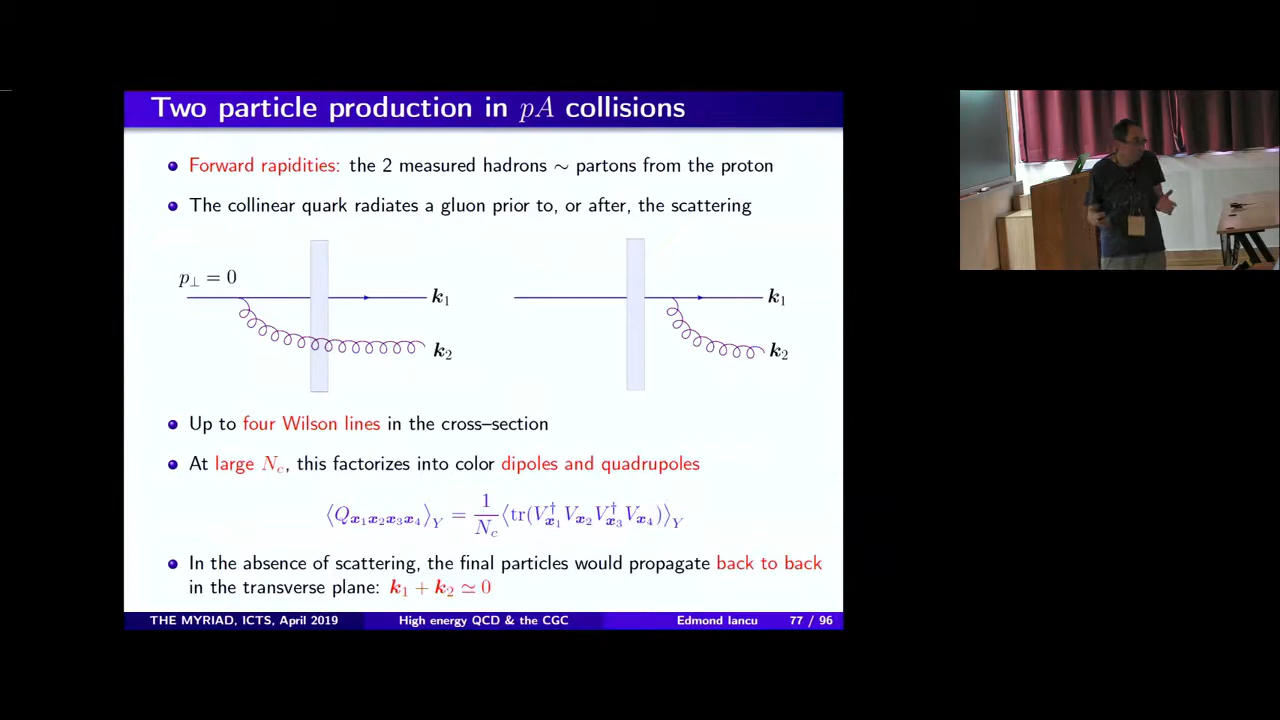 Two particle production in pA collisions
Forward rapidities: the 2 measured hadrons ∼ partons from the proton
The collinear quark radiates a gluon prior to, or after, the scattering
p⊥ = 0
k₁
k₂
k₁
k₂
Up to four Wilson lines in the cross–section
At large N_c, this factorizes into color dipoles and quadrupoles
⟨Q_{x₁x₂x₃x₄}⟩_Y = 1/N_c ⟨tr(V†_{x₁} V_{x₂} V†_{x₃} V_{x₄})⟩_Y
In the absence of scattering, the final particles would propagate back to back
in the transverse plane: k₁ + k₂ ≃ 0
THE MYRIAD, ICTS, April 2019 High energy QCD & the CGC Edmond Iancu 77 / 96